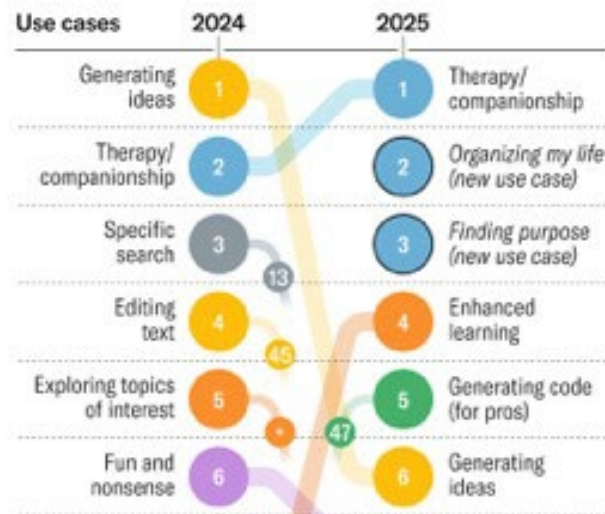 Use cases 2024 2025
Generating
ideas
1
1
Therapy/
companionship
Therapy/
companionship
2
2
Organizing my life
(new use case)
Specific
search
3
13
3
Finding purpose
(new use case)
Editing
text
4
45
4
Enhanced
learning
Exploring topics
of interest
5
*
47
5
Generating code
(for pros)
Fun and
nonsense
6
6
Generating
ideas